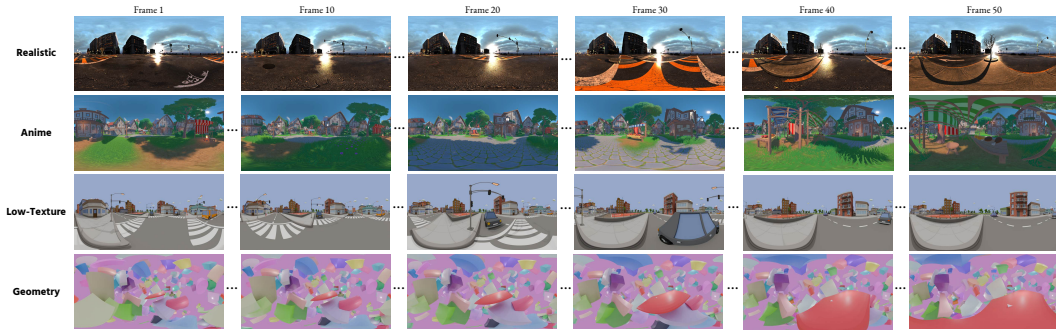 Frame 1 Frame 10 Frame 20 Frame 30 Frame 40 Frame 50
Realistic ... ... ... ... ...
Anime ... ... ... ... ...
Low-Texture ... ... ... ... ...
Geometry ... ... ... ... ...